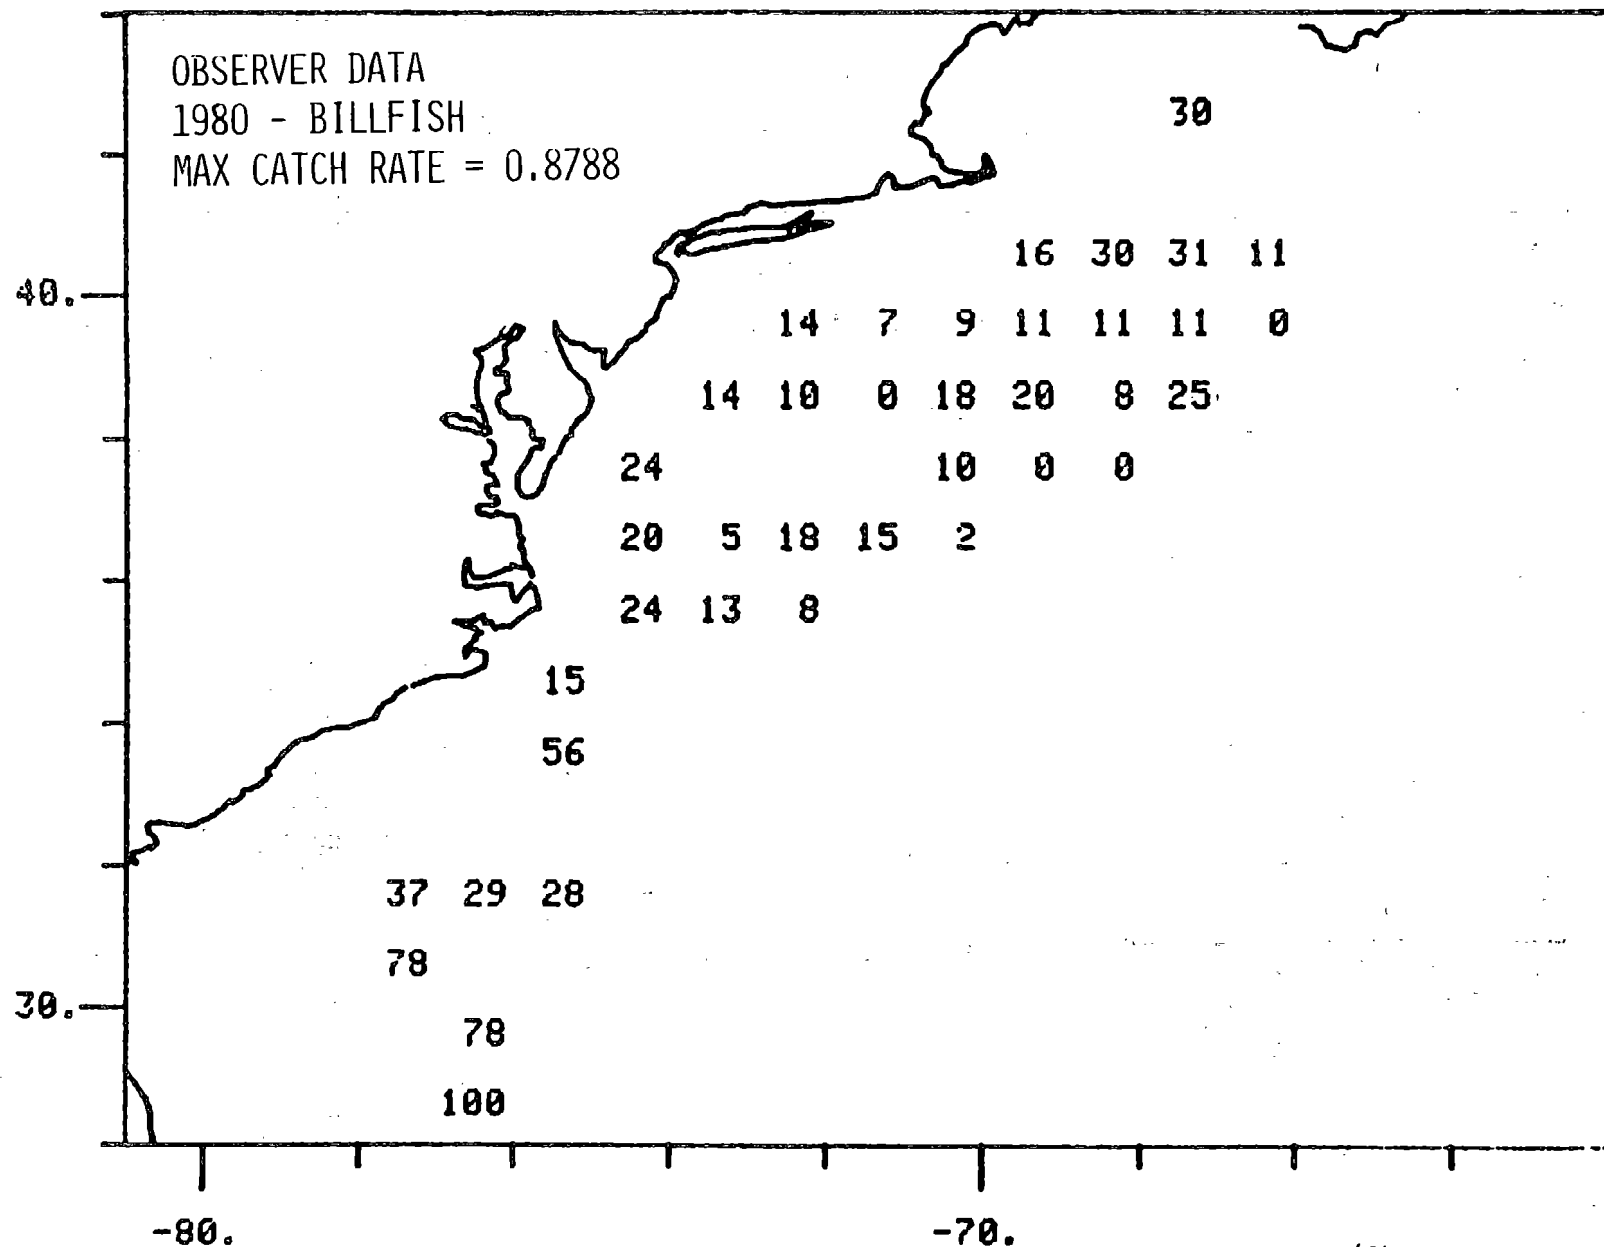 OBSERVER DATA
1980 - BILLFISH
MAX CATCH RATE = 0.8788
30
16 30 31 11
40.
14 7 9 11 11 11 0
14 10 0 18 20 8 25
24 10 0 0
20 5 18 15 2
24 13 8
15
56
37 29 28
78
30.
78
100
-80. -70.